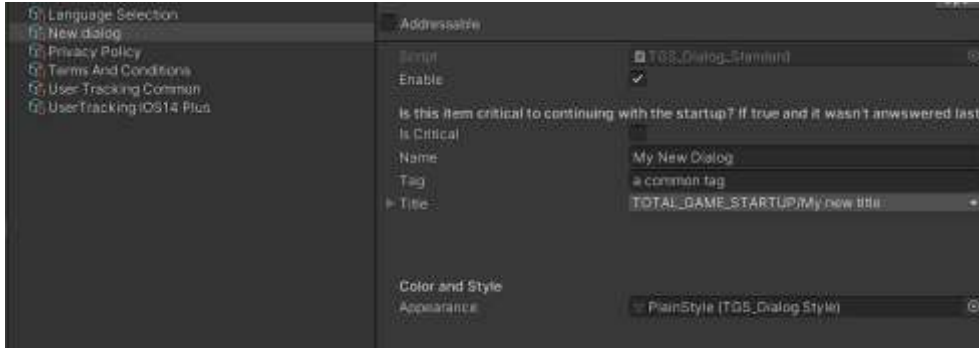 Language Selection
New dialog
Privacy Policy
Terms And Conditions
User Tracking Commun
UserTracking IOS14 Plus
Addressable
Script TGS_Dialog_Standard
Enable
Is this item critical to continuing with the startup? If true and it wasn't anwswered last
Is Critical
Name My New Dialog
Tag a common tag
Title TOTAL_GAME_STARTUP/My new title
Color and Style
Appearance PlainStyle (TGS_Dialog Style)